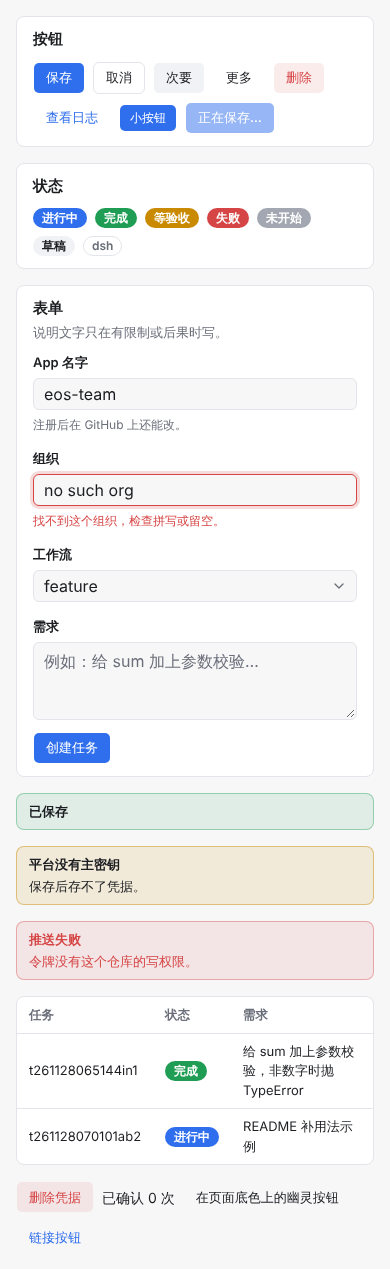 按钮
保存 取消 次要 更多 删除
查看日志 小按钮 正在保存...
状态
进行中 完成 等验收 失败 未开始
草稿 dsh
表单
说明文字只在有限制或后果时写。
App 名字
eos-team
注册后在 GitHub 上还能改。
组织
no such org
找不到这个组织，检查拼写或留空。
工作流
feature
需求
例如：给 sum 加上参数校验...
创建任务
已保存
平台没有主密钥
保存后存不了凭据。
推送失败
令牌没有这个仓库的写权限。
任务 状态 需求
t261128065144in1 完成 给 sum 加上参数校
验，非数字时抛
TypeError
t261128070101ab2 进行中 README 补用法示
例
删除凭据 已确认 0 次 在页面底色上的幽灵按钮
链接按钮